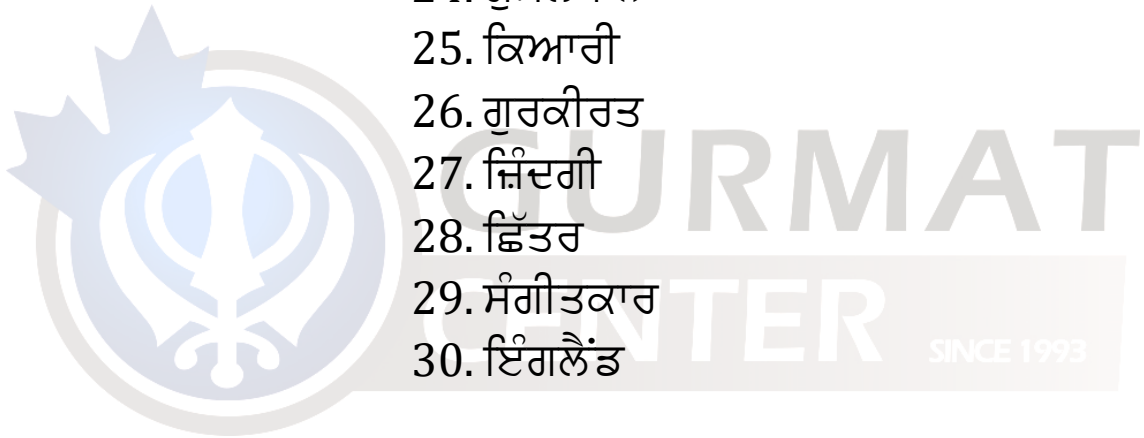 25. ਕਿਆਰੀ
26. ਗੁਰਕੀਰਤ
27. ਜ਼ਿੰਦਗੀ
28. ਛਿੱਤਰ
29. ਸੰਗੀਤਕਾਰ
30. ਇੰਗਲੈਂਡ
GURMAT
CENTER SINCE 1993